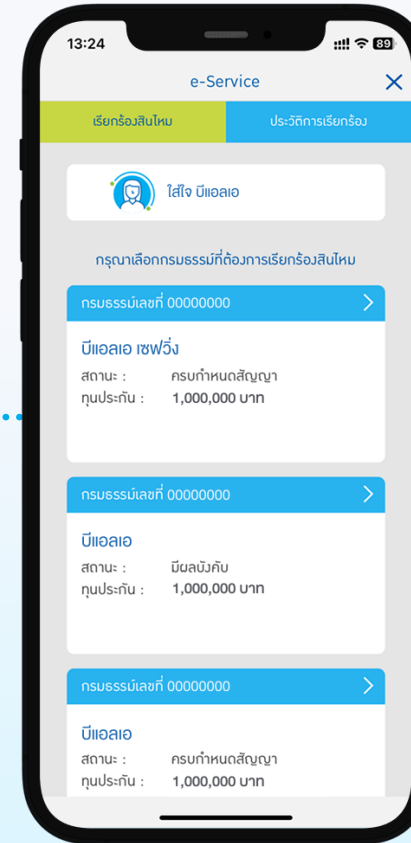 13:24
89
e-Service
เรียกร้องสินไหม
ประวัติการเรียกร้อง
ใส่ใจ บีแอลเอ
กรุณาเลือกกรมธรรม์ที่ต้องการเรียกร้องสินไหม
กรมธรรม์เลขที่ 00000000
บีแอลเอ เซฟวิ่ง
สถานะ : ครบกำหนดสัญญา
ทุนประกัน : 1,000,000 บาท
กรมธรรม์เลขที่ 00000000
บีแอลเอ
สถานะ : มีผลบังคับ
ทุนประกัน : 1,000,000 บาท
กรมธรรม์เลขที่ 00000000
บีแอลเอ
สถานะ : ครบกำหนดสัญญา
ทุนประกัน : 1,000,000 บาท